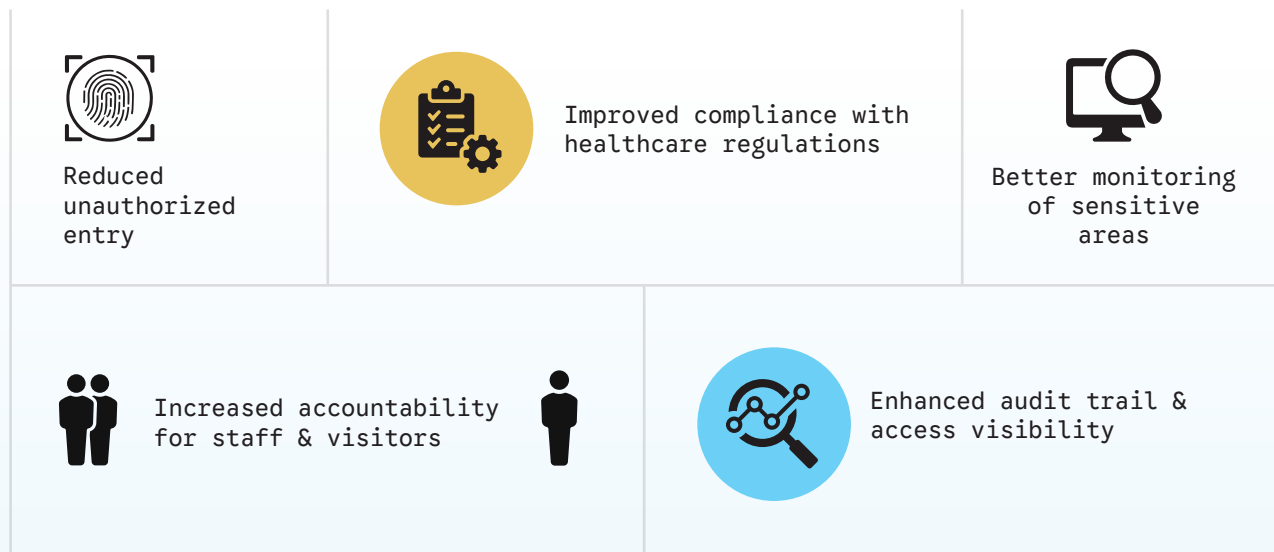 Reduced
unauthorized
entry
Improved compliance with
healthcare regulations
Better monitoring
of sensitive
areas
Increased accountability
for staff & visitors
Enhanced audit trail &
access visibility